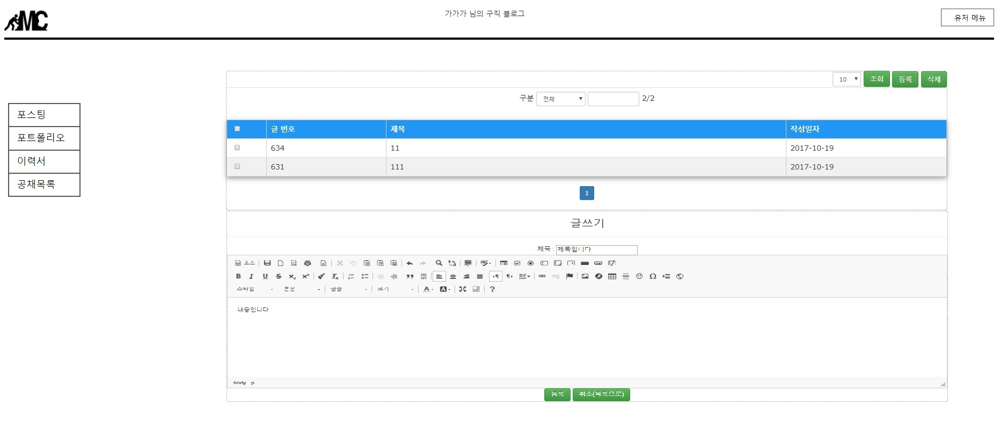 MC
가가가 님의 구직 블로그
유저 메뉴
포스팅
포트폴리오
이력서
공채목록
10 조회 등록 삭제
구분 전체 2/2
글 번호 제목 작성일자
634 11 2017-10-19
631 111 2017-10-19
1
글쓰기
제목 : 제목입니다
소스
스타일 본문 글꼴 크기
내용입니다
body p
등록 취소(목록으로)